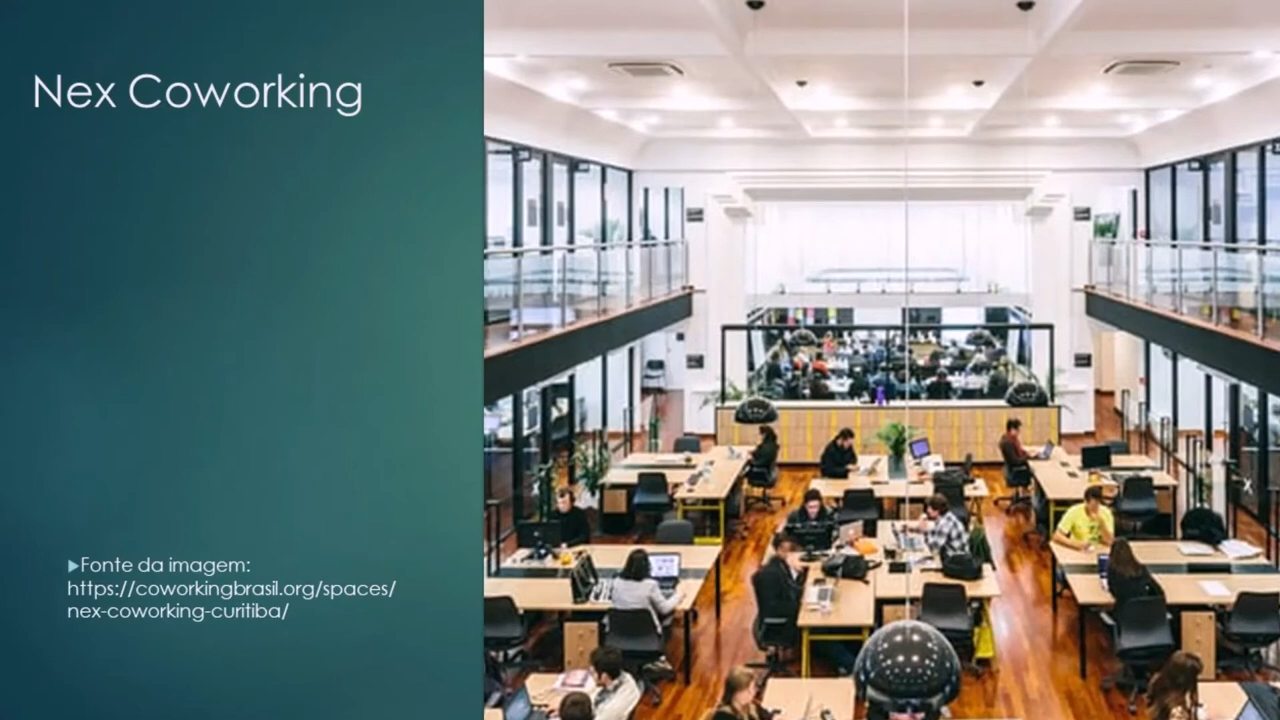 Nex Coworking
▶Fonte da imagem:
https://coworkingbrasil.org/spaces/
nex-coworking-curitiba/